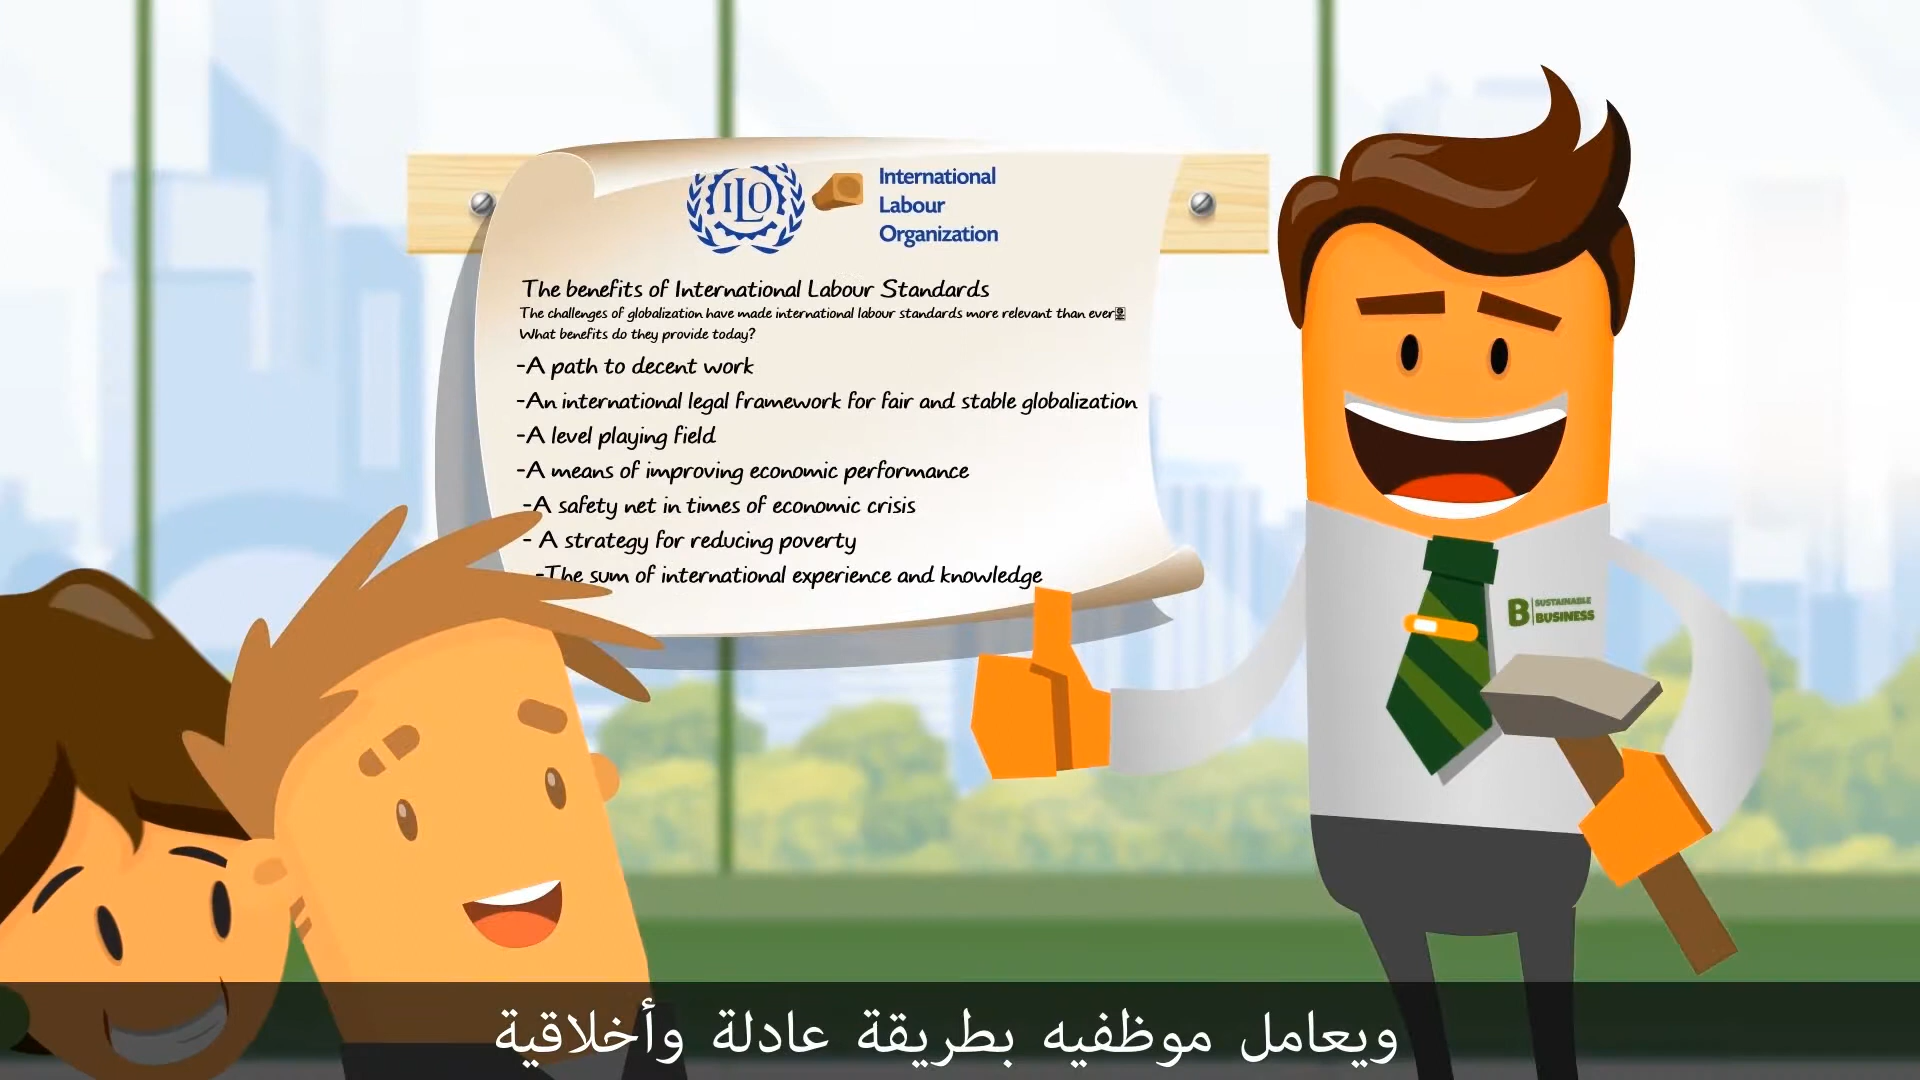 ILO
International
Labour
Organization
The benefits of International Labour Standards
The challenges of globalization have made international labour standards more relevant than ever
What benefits do they provide today?
-A path to decent work
-An international legal framework for fair and stable globalization
-A level playing field
-A means of improving economic performance
-A safety net in times of economic crisis
- A strategy for reducing poverty
-The sum of international experience and knowledge
B SUSTAINABLE
BUSINESS
ويعامل موظفيه بطريقة عادلة وأخلاقية